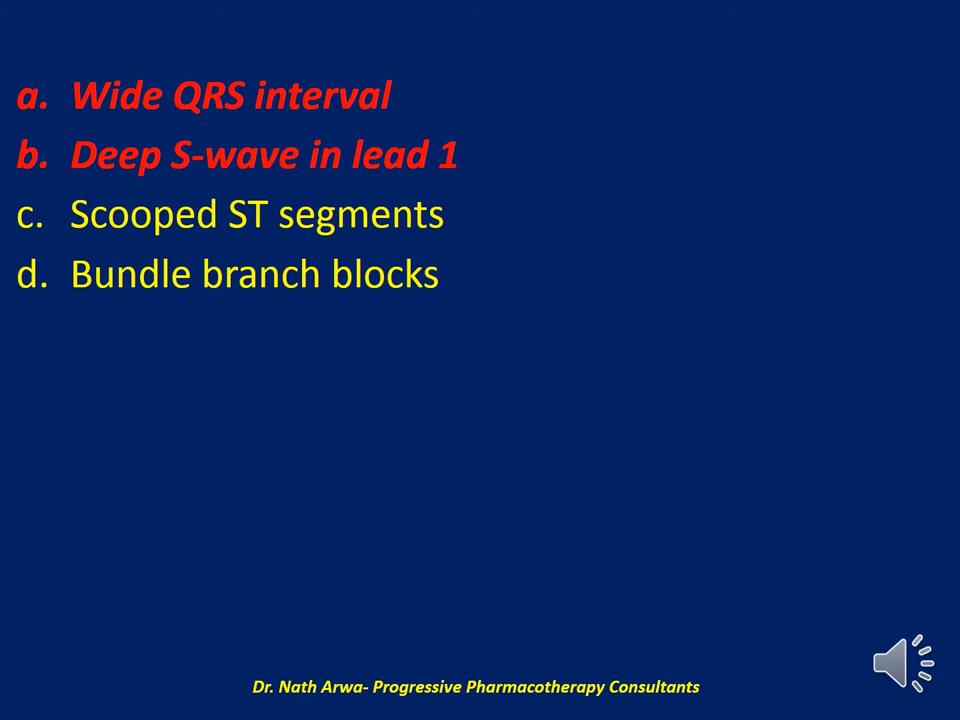 a. Wide QRS interval
b. Deep S-wave in lead 1
c. Scooped ST segments
d. Bundle branch blocks
Dr. Nath Arwa- Progressive Pharmacotherapy Consultants